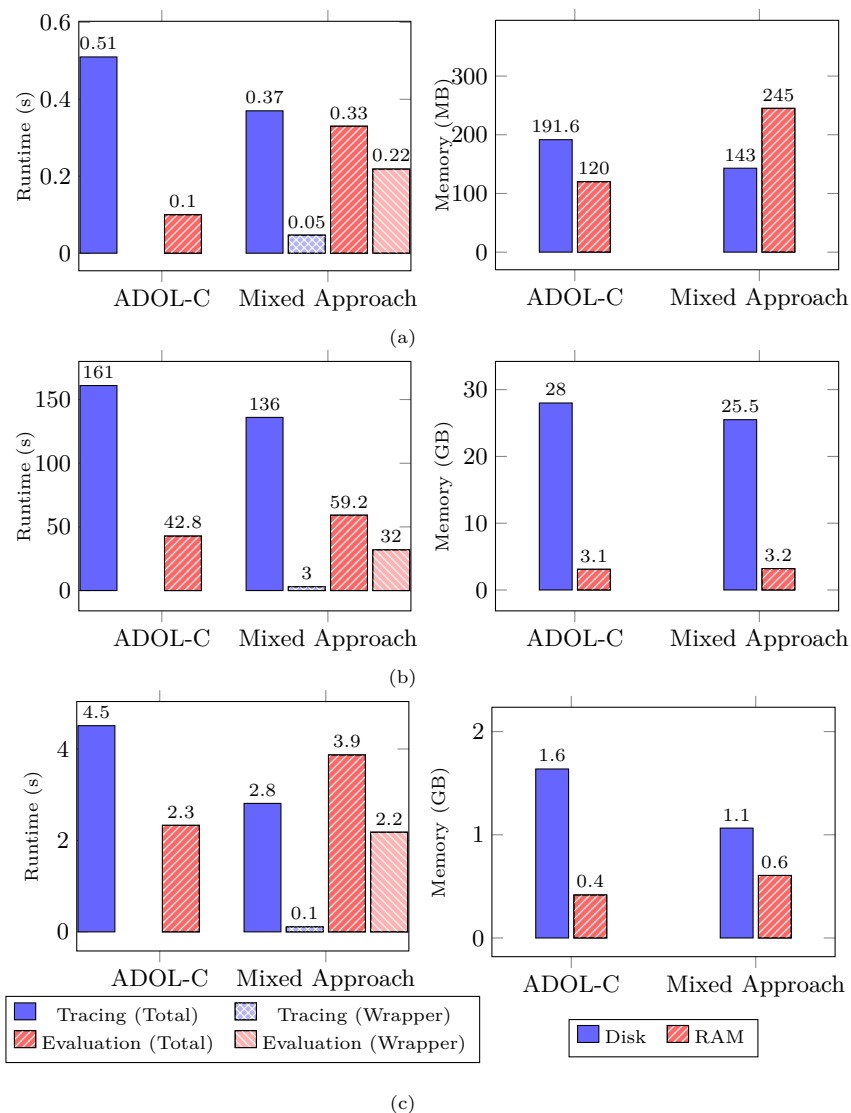 0.51
0.37
0.33
0.22
0.1
0.05
0.6
0.4
0.2
0
Runtime (s)
ADOL-C Mixed Approach
300
200
100
0
Memory (MB)
191.6
120
143
245
ADOL-C Mixed Approach
(a)
161
136
59.2
42.8
32
3
150
100
50
0
Runtime (s)
ADOL-C Mixed Approach
30
20
10
0
Memory (GB)
28
3.1
25.5
3.2
ADOL-C Mixed Approach
(b)
4.5
2.3
2.8
0.1
3.9
2.2
4
2
0
Runtime (s)
ADOL-C Mixed Approach
Tracing (Total) Tracing (Wrapper)
Evaluation (Total) Evaluation (Wrapper)
2
1
0
Memory (GB)
1.6
0.4
1.1
0.6
ADOL-C Mixed Approach
Disk RAM
(c)